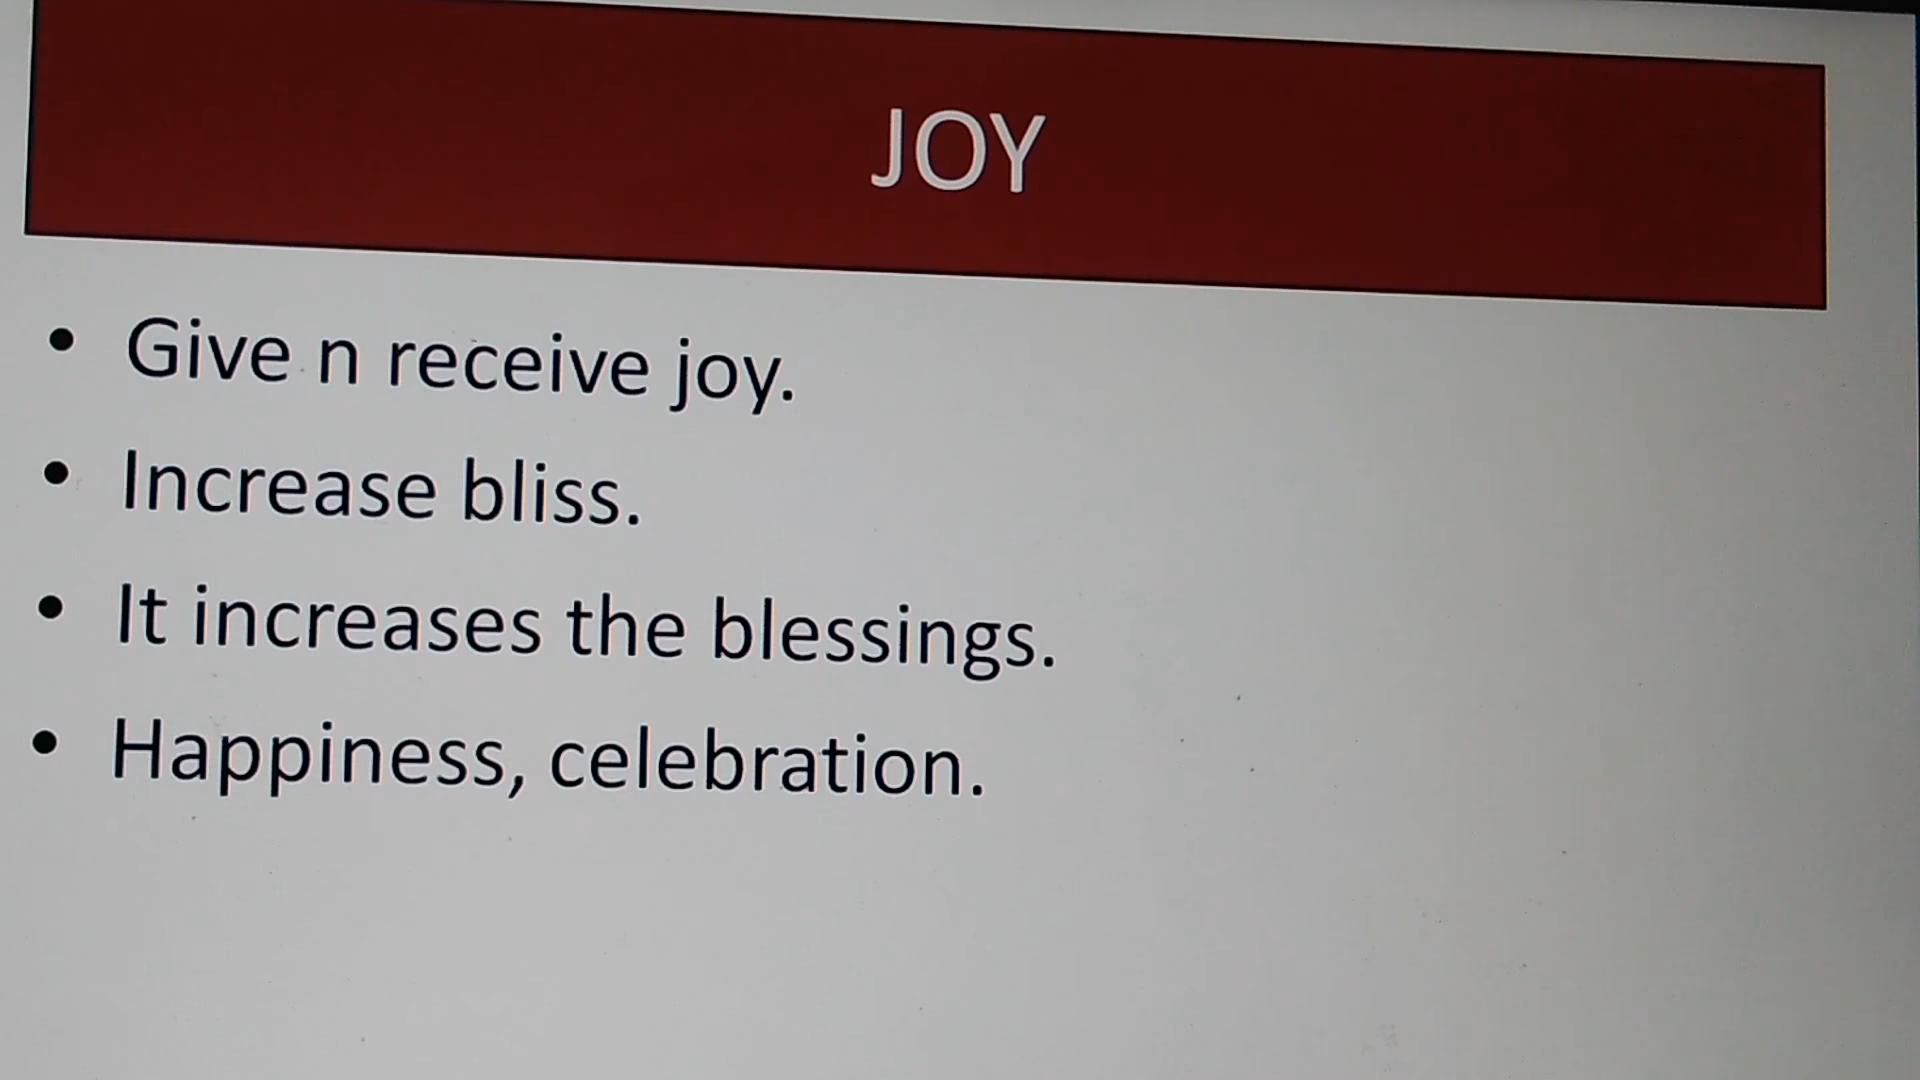 JOY
• Give n receive joy.
• Increase bliss.
• It increases the blessings.
• Happiness, celebration.